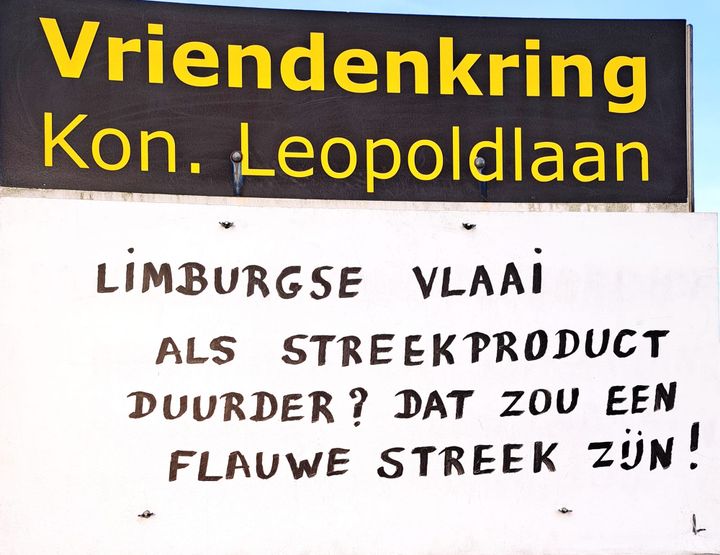 Vriendenkring
Kon. Leopoldlaan
LIMBURGSE VLAAI
ALS STREEKPRODUCT
DUURDER? DAT ZOU EEN
FLAUWE STREEK ZIJN!
L